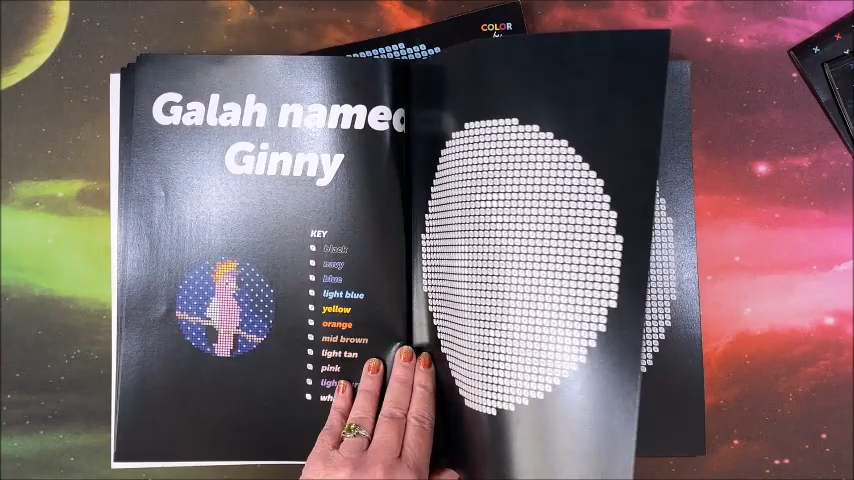 COLOR
Galah named
Ginny
KEY
black
navy
blue
light blue
yellow
orange
mid brown
light tan
pink